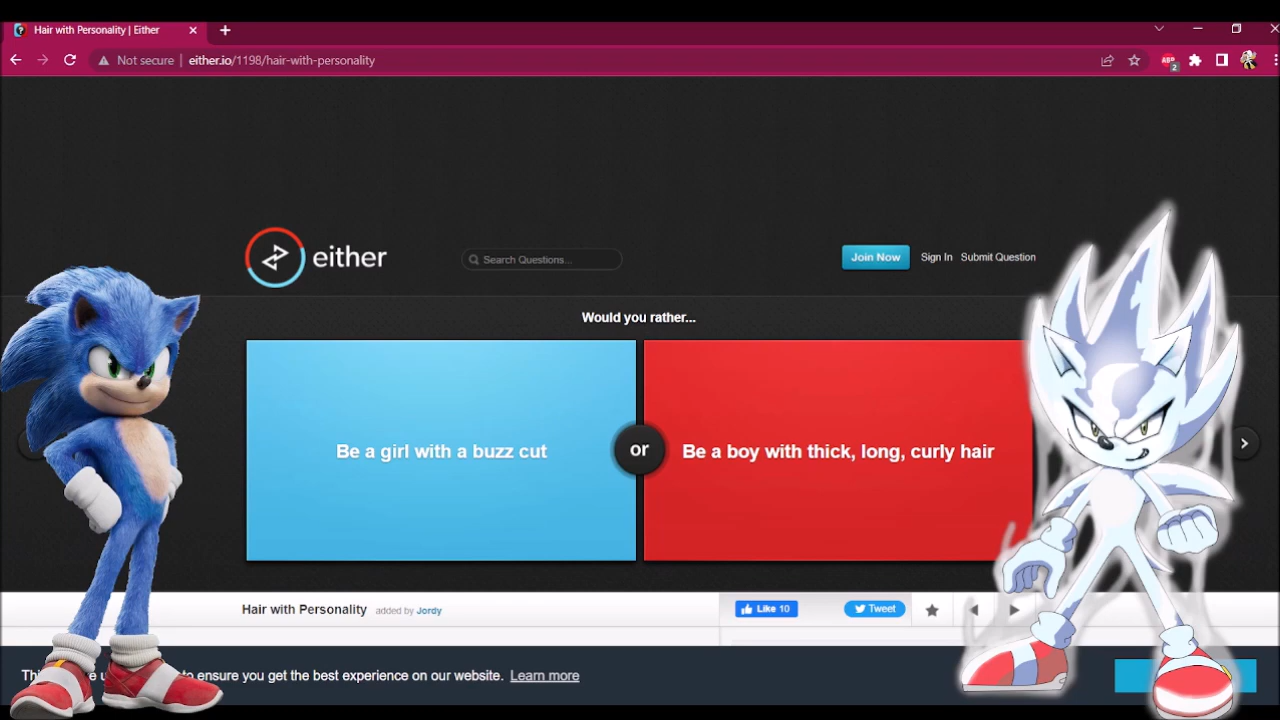 Hair with Personality | Either
Not secure
either.io/1198/hair-with-personality
ABP
2
either
Search Questions...
Join Now
Sign In
Submit Question
Would you rather...
Be a girl with a buzz cut
or
Be a boy with thick, long, curly hair
Hair with Personality
added by Jordy
Like 10
Tweet
to ensure you get the best experience on our website. Learn more